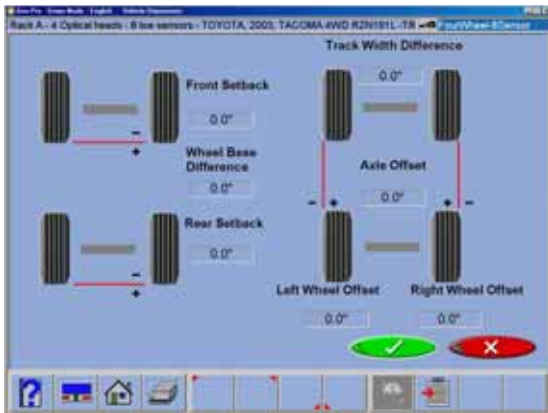 Rack A - 4 Optical heads - 8 toe sensors - TOYOTA, 2003, TACOMA-4WD RZN191L -TR
FourWheel-8Sensor
Track Width Difference
0.0"
Front Setback
0.0"
- +
Wheel Base
Difference
0.0"
Axle Offset
0.0"
- + + -
Rear Setback
0.0"
- +
Left Wheel Offset Right Wheel Offset
0.0" 0.0"
?